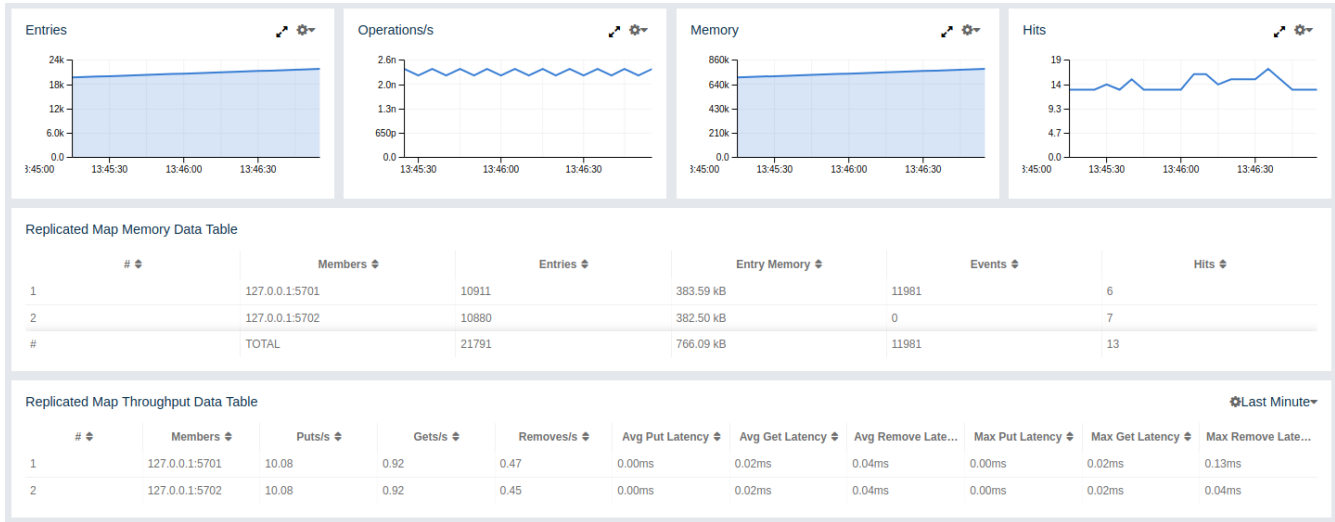 Entries Operations/s Memory Hits
24k 2.6n 860k 19
18k 2.0n 640k 14
12k 1.3n 430k 9.3
6.0k 650p 210k 4.7
0.0 0.0 0.0 0.0
:45:00 13:45:30 13:46:00 13:46:30 13:45:30 13:46:00 13:46:30 :45:00 13:45:30 13:46:00 13:46:30 :45:00 13:45:30 13:46:00 13:46:30
Replicated Map Memory Data Table
# Members Entries Entry Memory Events Hits
1 127.0.0.1:5701 10911 383.59 kB 11981 6
2 127.0.0.1:5702 10880 382.50 kB 0 7
# TOTAL 21791 766.09 kB 11981 13
Replicated Map Throughput Data Table Last Minute
# Members Puts/s Gets/s Removes/s Avg Put Latency Avg Get Latency Avg Remove Late... Max Put Latency Max Get Latency Max Remove Late...
1 127.0.0.1:5701 10.08 0.92 0.47 0.00ms 0.02ms 0.04ms 0.00ms 0.02ms 0.13ms
2 127.0.0.1:5702 10.08 0.92 0.45 0.00ms 0.02ms 0.04ms 0.00ms 0.02ms 0.04ms